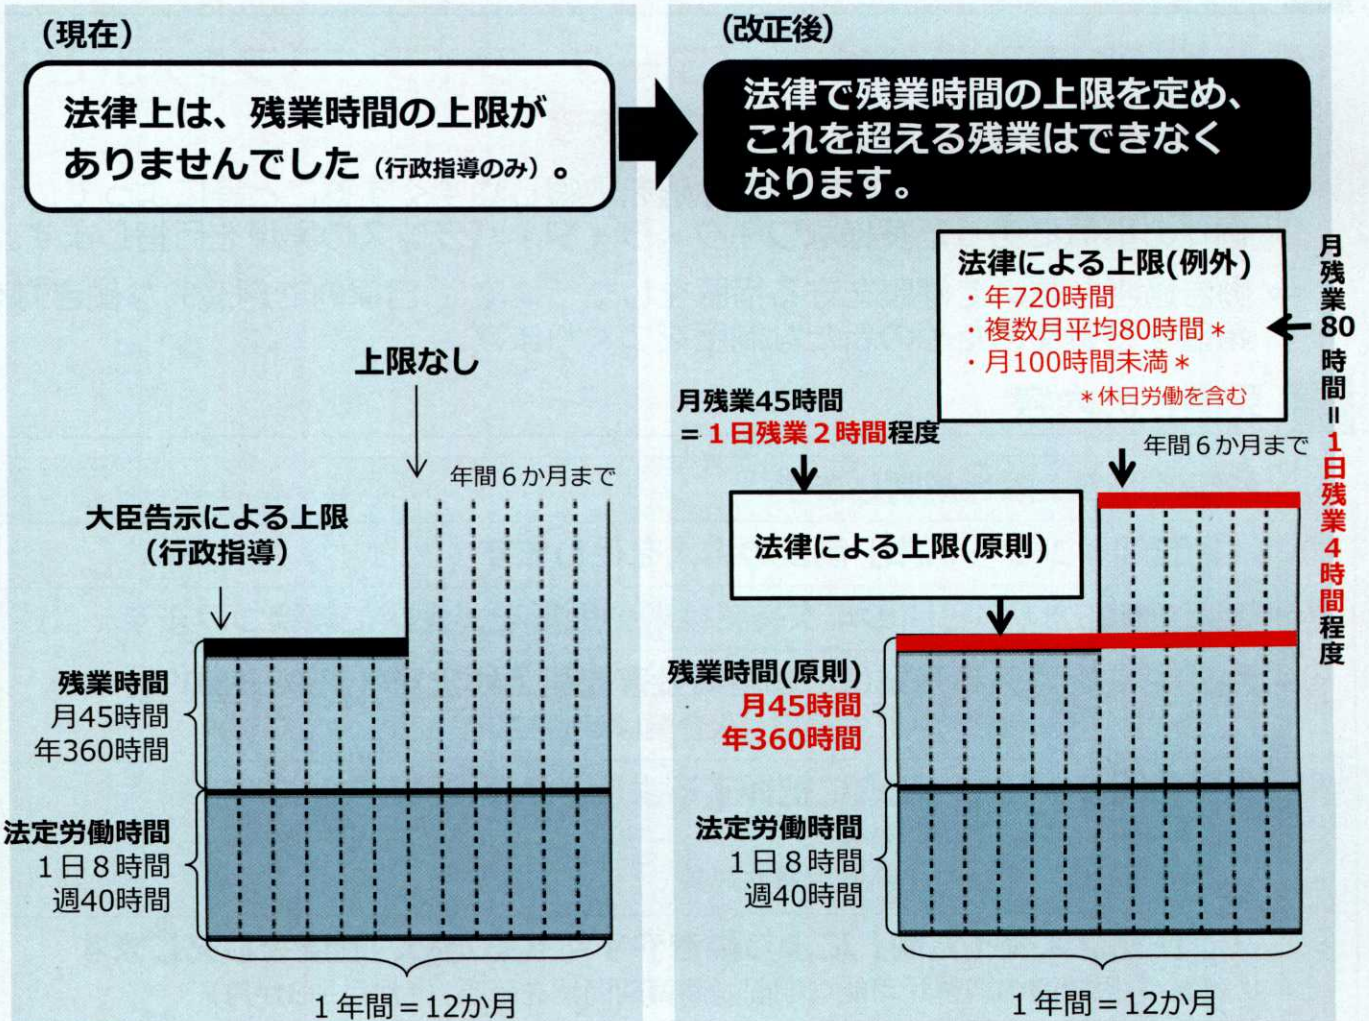 （現在）
法律上は、残業時間の上限が
ありませんでした（行政指導のみ）。
上限なし
年間６か月まで
大臣告示による上限
（行政指導）
残業時間
月45時間
年360時間
法定労働時間
１日８時間
週40時間
１年間＝12か月
（改正後）
法律で残業時間の上限を定め、
これを超える残業はできなく
なります。
法律による上限(例外)
・年720時間
・複数月平均80時間＊
・月100時間未満＊
＊休日労働を含む
月残業80時間＝１日残業４時間程度
月残業45時間
＝１日残業２時間程度
年間６か月まで
法律による上限(原則)
残業時間(原則)
月45時間
年360時間
法定労働時間
１日８時間
週40時間
１年間＝12か月